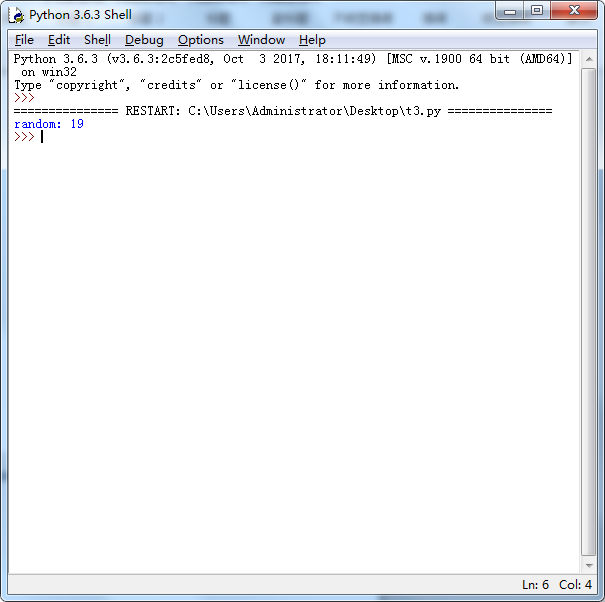 Python 3.6.3 Shell
File Edit Shell Debug Options Window Help
Python 3.6.3 (v3.6.3:2c5fed8, Oct  3 2017, 18:11:49) [MSC v.1900 64 bit (AMD64)]
 on win32
Type "copyright", "credits" or "license()" for more information.
>>>
=============== RESTART: C:\Users\Administrator\Desktop\t3.py ===============
random: 19
>>>
Ln: 6 Col: 4